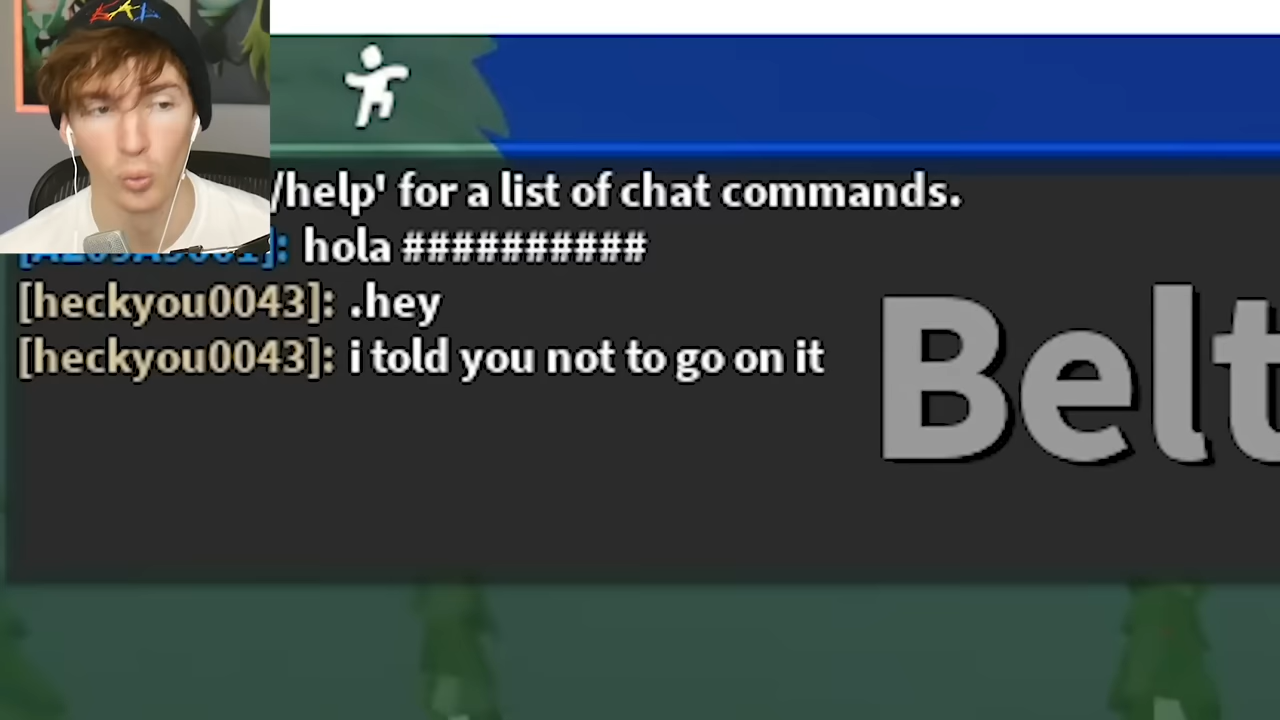 /help' for a list of chat commands.
hola ##########
[heckyou0043]: .hey
[heckyou0043]: i told you not to go on it
Belt